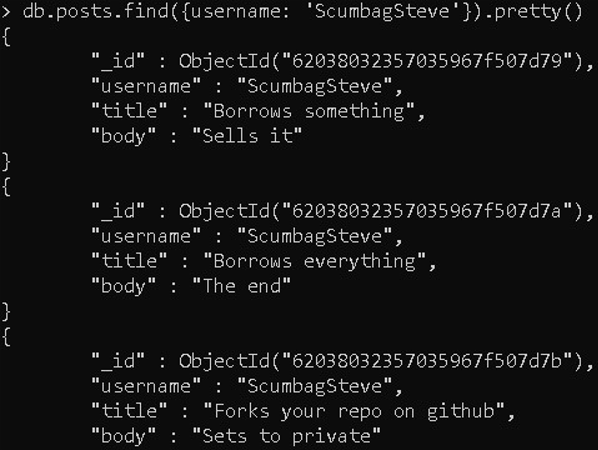 > db.posts.find({username: 'ScumbagSteve'}).pretty()
{
"_id" : ObjectId("62038032357035967f507d79"),
"username" : "ScumbagSteve",
"title" : "Borrows something",
"body" : "Sells it"
}
{
"_id" : ObjectId("62038032357035967f507d7a"),
"username" : "ScumbagSteve",
"title" : "Borrows everything",
"body" : "The end"
}
{
"_id" : ObjectId("62038032357035967f507d7b"),
"username" : "ScumbagSteve",
"title" : "Forks your repo on github",
"body" : "Sets to private"